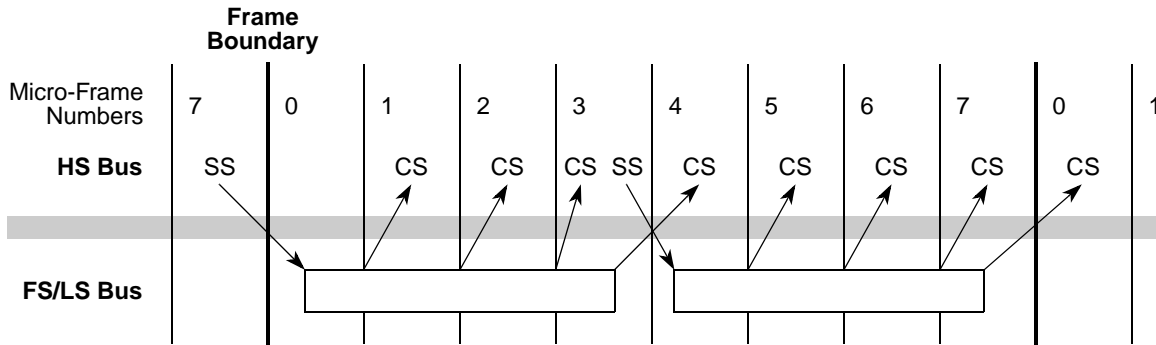 Frame
Boundary
Micro-Frame
Numbers
7 0 1 2 3 4 5 6 7 0 1
HS Bus SS CS CS CS SS CS CS CS CS CS
FS/LS Bus